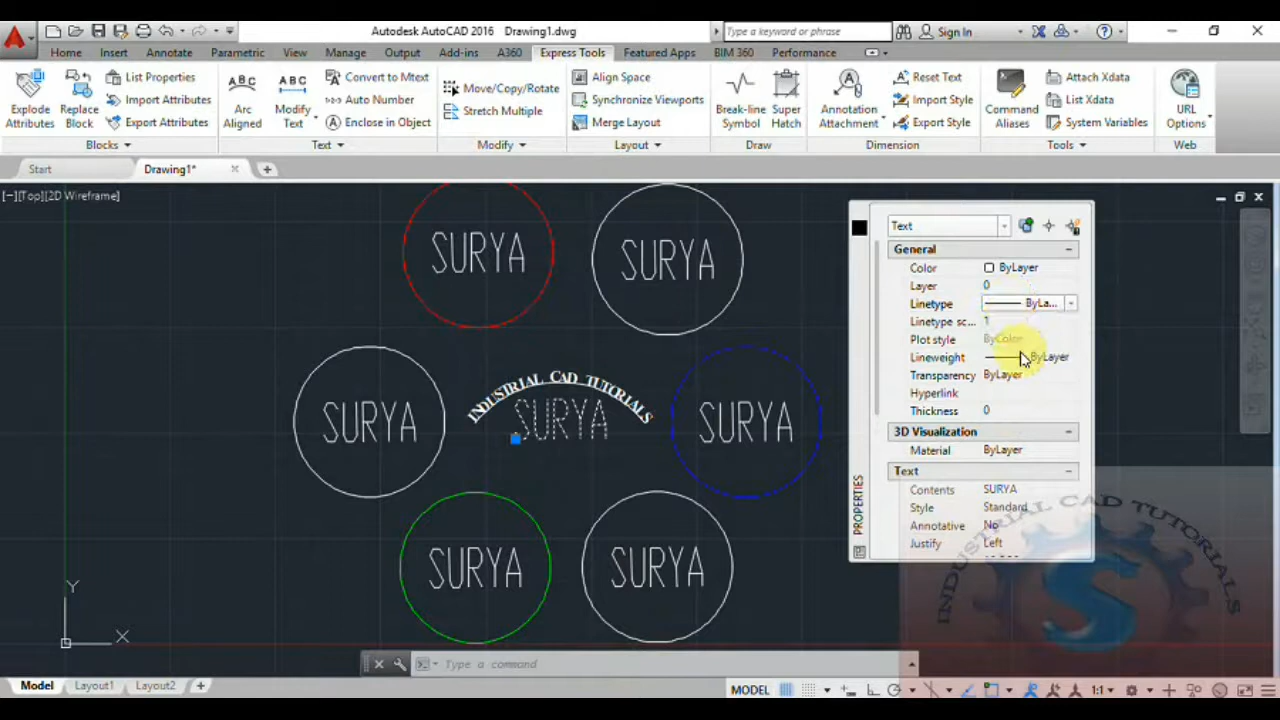 Autodesk AutoCAD 2016 Drawing1.dwg
Type a keyword or phrase
Sign In
Home Insert Annotate Parametric View Manage Output Add-ins A360 Express Tools Featured Apps BIM 360 Performance
Explode Attributes
Replace Block
List Properties
Import Attributes
Export Attributes
Blocks
Arc Aligned
Modify Text
Convert to Mtext
Auto Number
Enclose in Object
Text
Move/Copy/Rotate
Stretch Multiple
Modify
Align Space
Synchronize Viewports
Merge Layout
Layout
Break-line Symbol
Super Hatch
Draw
Annotation Attachment
Reset Text
Import Style
Export Style
Dimension
Command Aliases
Attach Xdata
List Xdata
System Variables
Tools
URL Options
Web
Start
Drawing1*
[−][Top][2D Wireframe]
SURYA
SURYA
SURYA
INDUSTRIAL CAD TUTORIALS
SURYA
SURYA
SURYA
SURYA
Y
X
PROPERTIES
Text
General
Color ByLayer
Layer 0
Linetype ByLa...
Linetype sc... 1
Plot style ByColor
Lineweight ByLayer
Transparency ByLayer
Hyperlink
Thickness 0
3D Visualization
Material ByLayer
Text
Contents SURYA
Style Standard
Annotative No
Justify Left
INDUSTRIAL CAD TUTORIALS
S
Type a command
Model Layout1 Layout2
MODEL
1:1